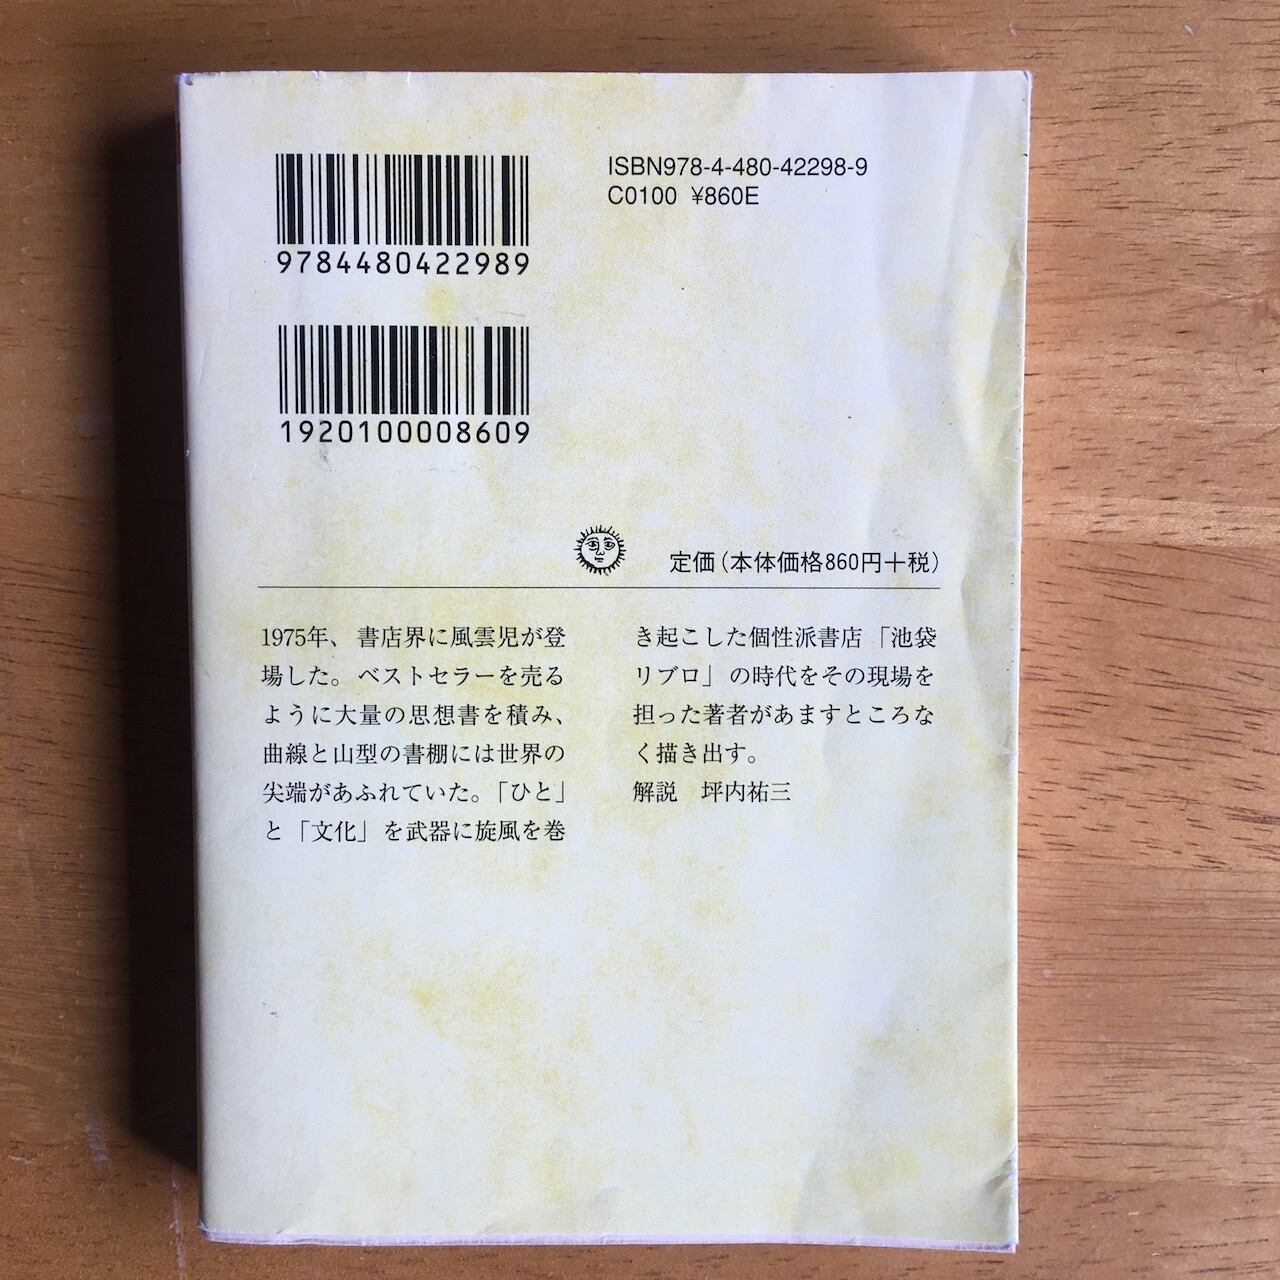 9784480422989
ISBN978-4-480-42298-9
C0100 ¥860E
1920100008609
定価(本体価格860円+税)
1975年、書店界に風雲児が登
場した。ベストセラーを売る
ように大量の思想書を積み、
曲線と山型の書棚には世界の
尖端があふれていた。「ひと」
と「文化」を武器に旋風を巻
き起こした個性派書店「池袋
リブロ」の時代をその現場を
担った著者があますところな
く描き出す。
解説 坪内祐三